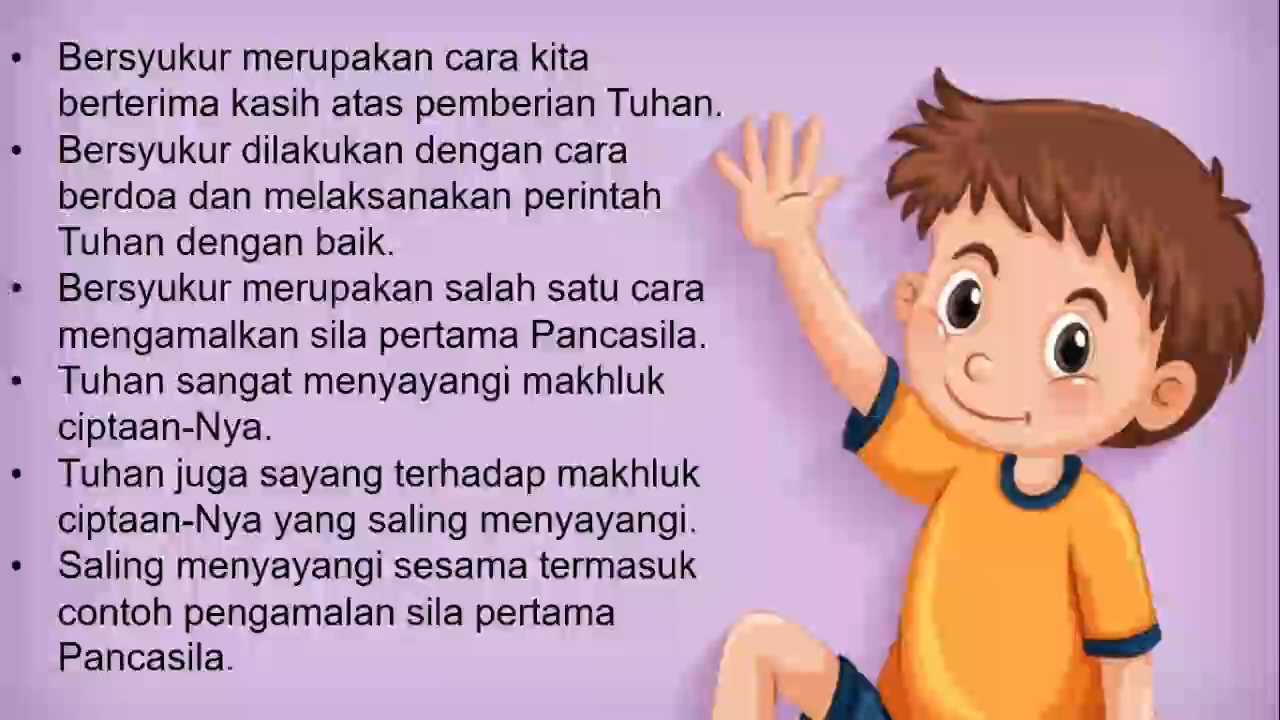 • Bersyukur merupakan cara kita
berterima kasih atas pemberian Tuhan.
• Bersyukur dilakukan dengan cara
berdoa dan melaksanakan perintah
Tuhan dengan baik.
• Bersyukur merupakan salah satu cara
mengamalkan sila pertama Pancasila.
• Tuhan sangat menyayangi makhluk
ciptaan-Nya.
• Tuhan juga sayang terhadap makhluk
ciptaan-Nya yang saling menyayangi.
• Saling menyayangi sesama termasuk
contoh pengamalan sila pertama
Pancasila.